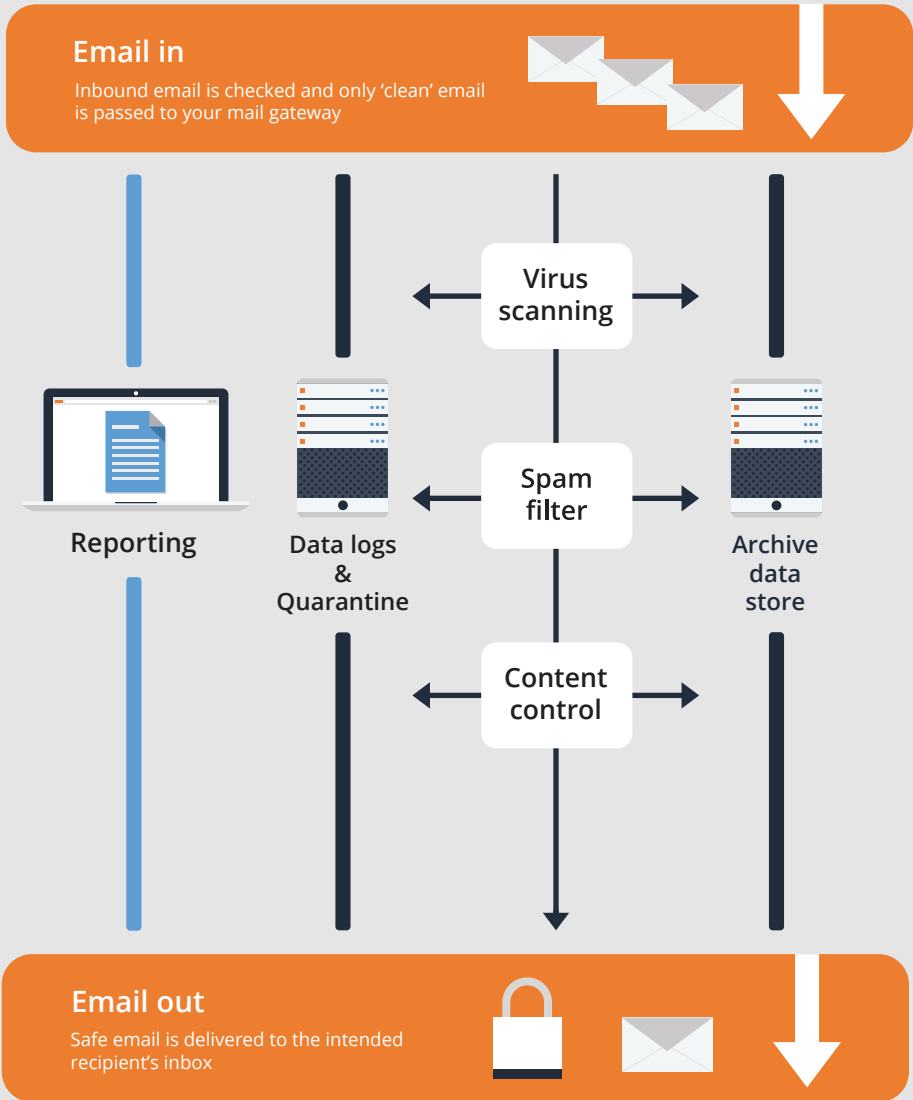 Email in
Inbound email is checked and only ‘clean’ email
is passed to your mail gateway
Virus
scanning
Spam
filter
Reporting
Data logs
&
Quarantine
Archive
data
store
Content
control
Email out
Safe email is delivered to the intended
recipient’s inbox